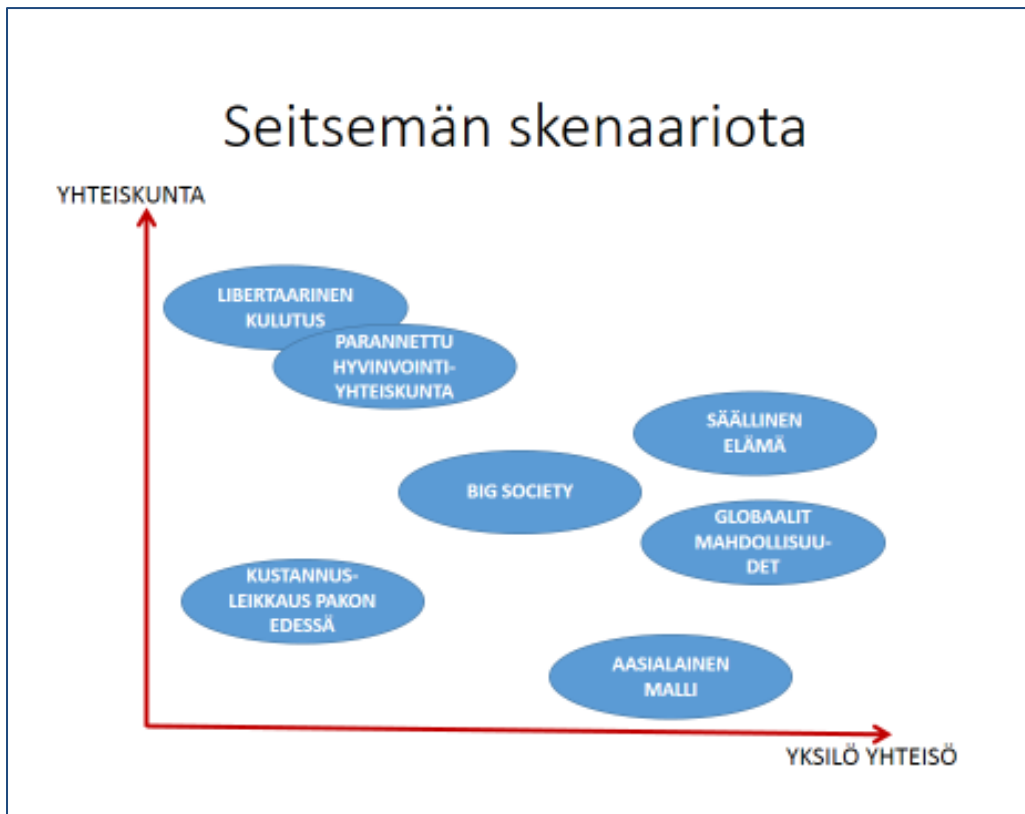 Seitsemän skenaariota
YHTEISKUNTA
LIBERTAARINEN
KULUTUS
PARANNETTU
HYVINVOINTI-
YHTEISKUNTA
SÄÄLLINEN
ELÄMÄ
BIG SOCIETY
GLOBAALIT
MAHDOLLISUU-
DET
KUSTANNUS-
LEIKKAUS PAKON
EDESSÄ
AASIALAINEN
MALLI
YKSILÖ YHTEISÖ